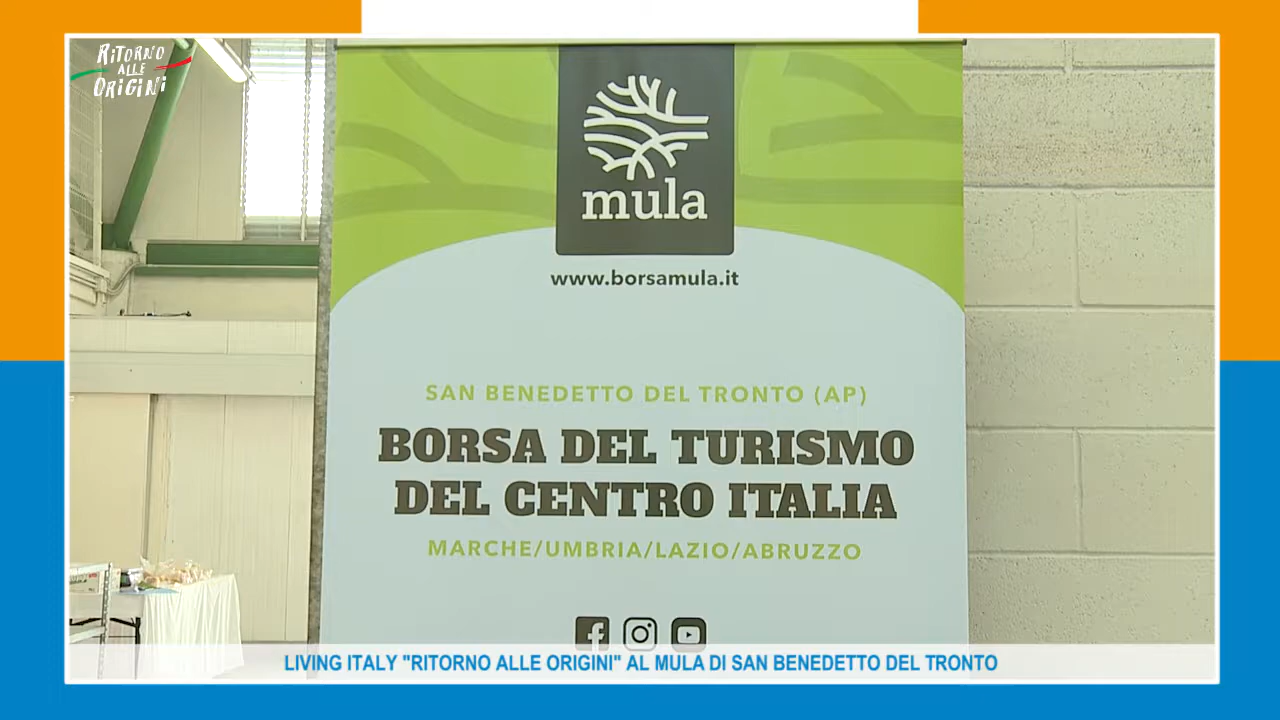 RITORNO
ALLE
ORIGINI
mula
www.borsamula.it
SAN BENEDETTO DEL TRONTO (AP)
BORSA DEL TURISMO
DEL CENTRO ITALIA
MARCHE/UMBRIA/LAZIO/ABRUZZO
LIVING ITALY "RITORNO ALLE ORIGINI" AL MULA DI SAN BENEDETTO DEL TRONTO